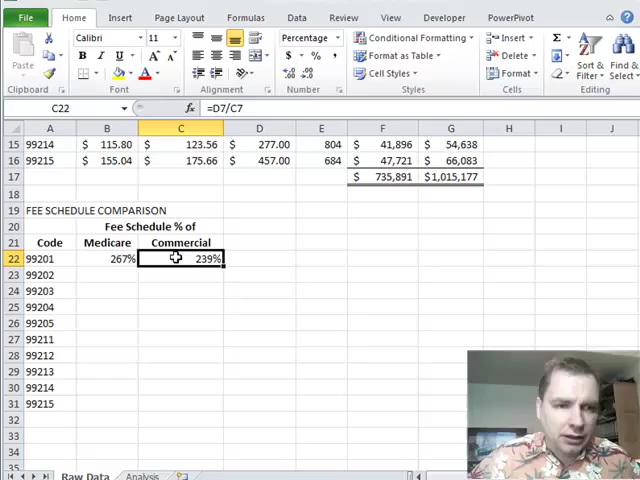 File Home Insert Page Layout Formulas Data Review View Developer PowerPivot
Calibri 11 A A Percentage Conditional Formatting Insert Σ
Paste B I U $ % , Format as Table Delete Sort & Find &
A Cell Styles Format Filter Select
Clipboard Font Alignment Number Styles Cells Editing
C22 fx =D7/C7
A B C D E F G H I J
15 99214 $ 115.80 $ 123.56 $ 277.00 804 $ 41,896 $ 54,638
16 99215 $ 155.04 $ 175.66 $ 457.00 684 $ 47,721 $ 66,083
17 $ 735,891 $1,015,177
18
19 FEE SCHEDULE COMPARISON
20 Fee Schedule % of
21 Code Medicare Commercial
22 99201 267% 239%
23 99202
24 99203
25 99204
26 99205
27 99211
28 99212
29 99213
30 99214
31 99215
32
33
34
35
Raw Data Analysis